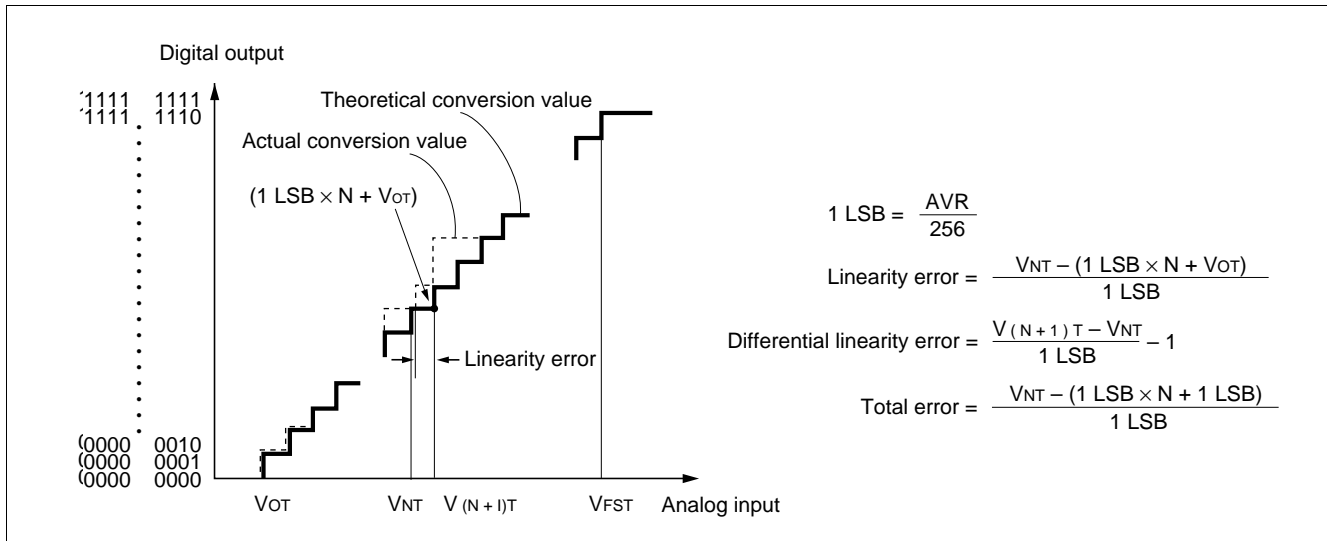 Digital output
1111 1111
1111 1110
Theoretical conversion value
Actual conversion value
(1 LSB × N + VOT)
Linearity error
(0000 0010
(0000 0001
(0000 0000
VOT
VNT
V (N + I)T
VFST
Analog input
1 LSB = AVR / 256
Linearity error = VNT – (1 LSB × N + VOT) / 1 LSB
Differential linearity error = V ( N + 1 ) T – VNT / 1 LSB – 1
Total error = VNT – (1 LSB × N + 1 LSB) / 1 LSB